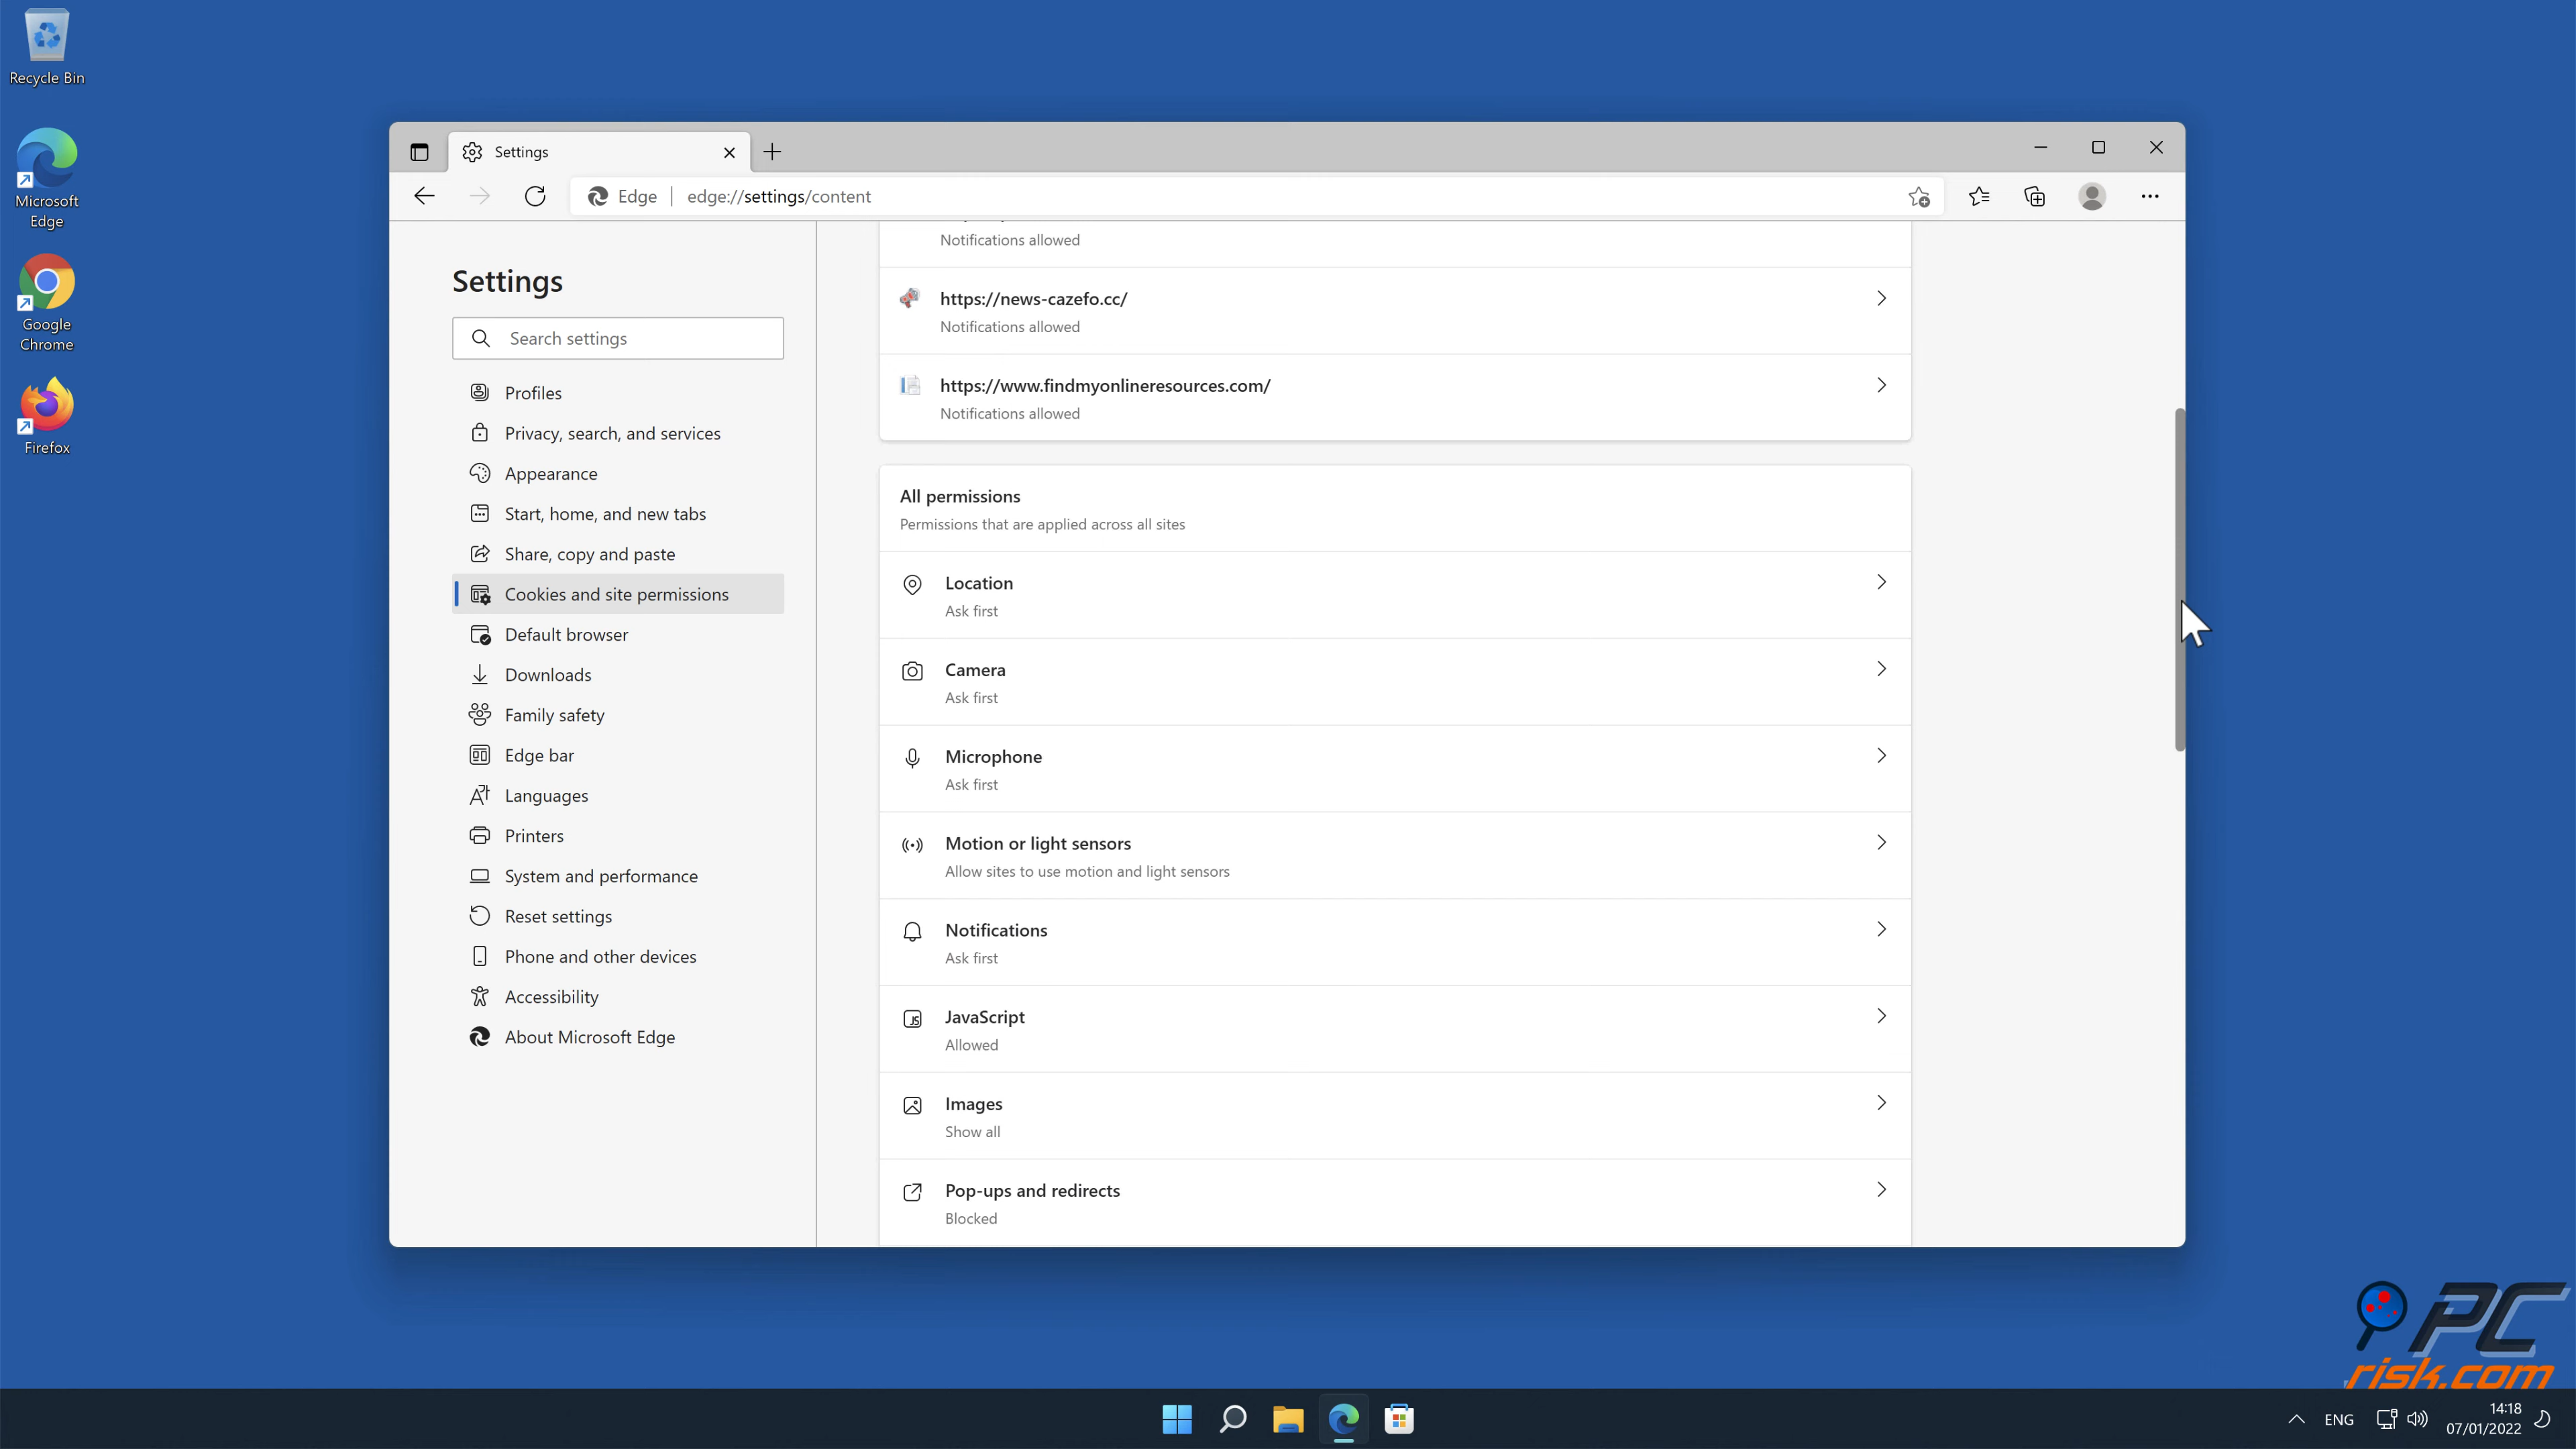 Recycle Bin
Microsoft
Edge
Google
Chrome
Firefox
Settings
Edge
edge://settings/content
Settings
Search settings
Profiles
Privacy, search, and services
Appearance
Start, home, and new tabs
Share, copy and paste
Cookies and site permissions
Default browser
Downloads
Family safety
Edge bar
Languages
Printers
System and performance
Reset settings
Phone and other devices
Accessibility
About Microsoft Edge
Notifications allowed
https://news-cazefo.cc/
Notifications allowed
https://www.findmyonlineresources.com/
Notifications allowed
All permissions
Permissions that are applied across all sites
Location
Ask first
Camera
Ask first
Microphone
Ask first
Motion or light sensors
Allow sites to use motion and light sensors
Notifications
Ask first
JavaScript
Allowed
Images
Show all
Pop-ups and redirects
Blocked
PC
risk.com
ENG
14:18
07/01/2022